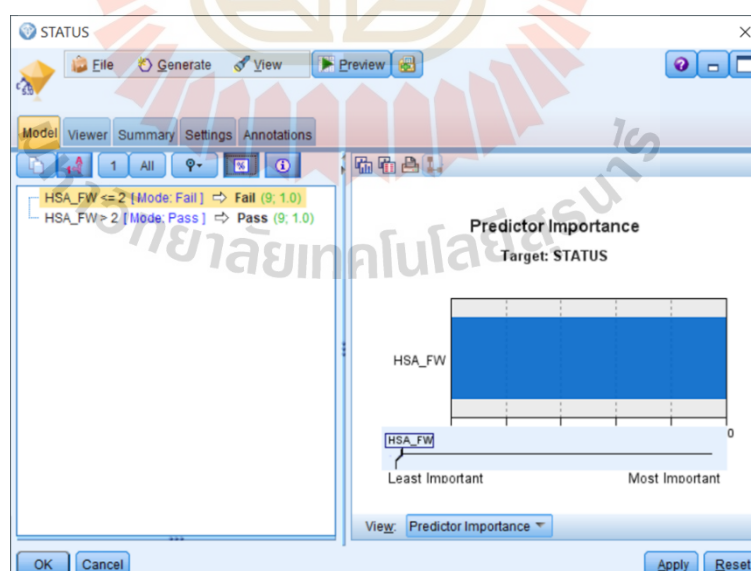 STATUS
File Generate View Preview
Model Viewer Summary Settings Annotations
1 All %
HSA_FW <= 2 [Mode: Fail] ⇨ Fail (9; 1.0)
HSA_FW > 2 [Mode: Pass] ⇨ Pass (9; 1.0)
Predictor Importance
Target: STATUS
HSA_FW
0
HSA_FW
Least Important Most Important
View: Predictor Importance
OK Cancel Apply Reset